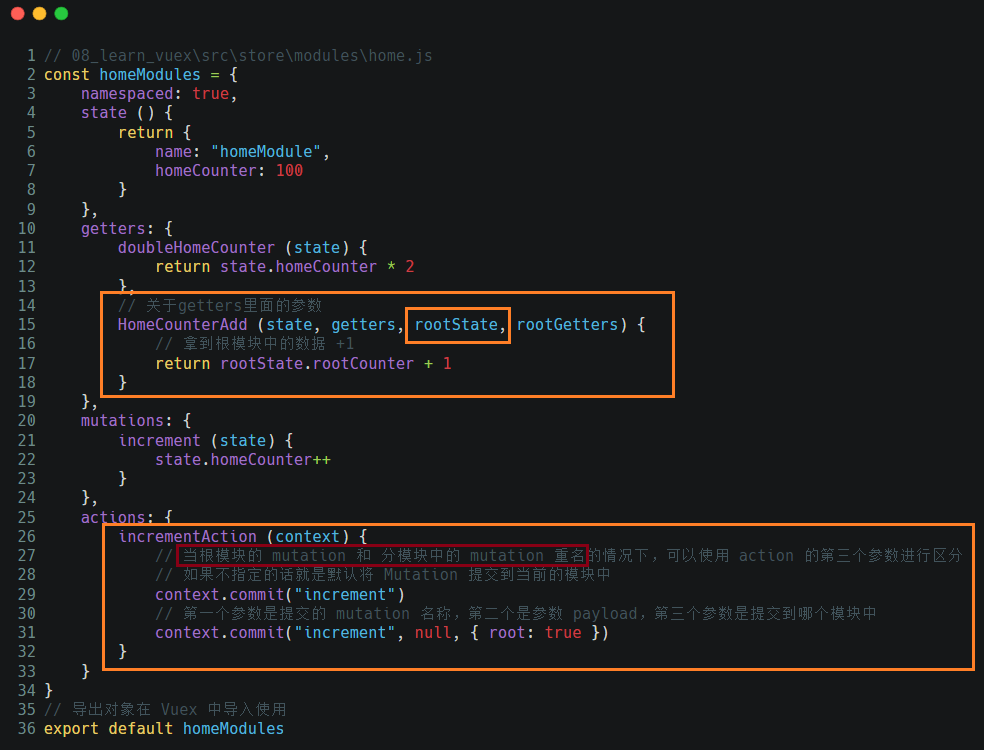 1 // 08_learn_vuex\src\store\modules\home.js
2 const homeModules = {
3     namespaced: true,
4     state () {
5         return {
6             name: "homeModule",
7             homeCounter: 100
8         }
9     },
10     getters: {
11         doubleHomeCounter (state) {
12             return state.homeCounter * 2
13         },
14         // 关于getters里面的参数
15         HomeCounterAdd (state, getters, rootState, rootGetters) {
16             // 拿到根模块中的数据 +1
17             return rootState.rootCounter + 1
18         }
19     },
20     mutations: {
21         increment (state) {
22             state.homeCounter++
23         }
24     },
25     actions: {
26         incrementAction (context) {
27             // 当根模块的 mutation 和 分模块中的 mutation 重名的情况下，可以使用 action 的第三个参数进行区分
28             // 如果不指定的话就是默认将 Mutation 提交到当前的模块中
29             context.commit("increment")
30             // 第一个参数是提交的 mutation 名称，第二个是参数 payload，第三个参数是提交到哪个模块中
31             context.commit("increment", null, { root: true })
32         }
33     }
34 }
35 // 导出对象在 Vuex 中导入使用
36 export default homeModules